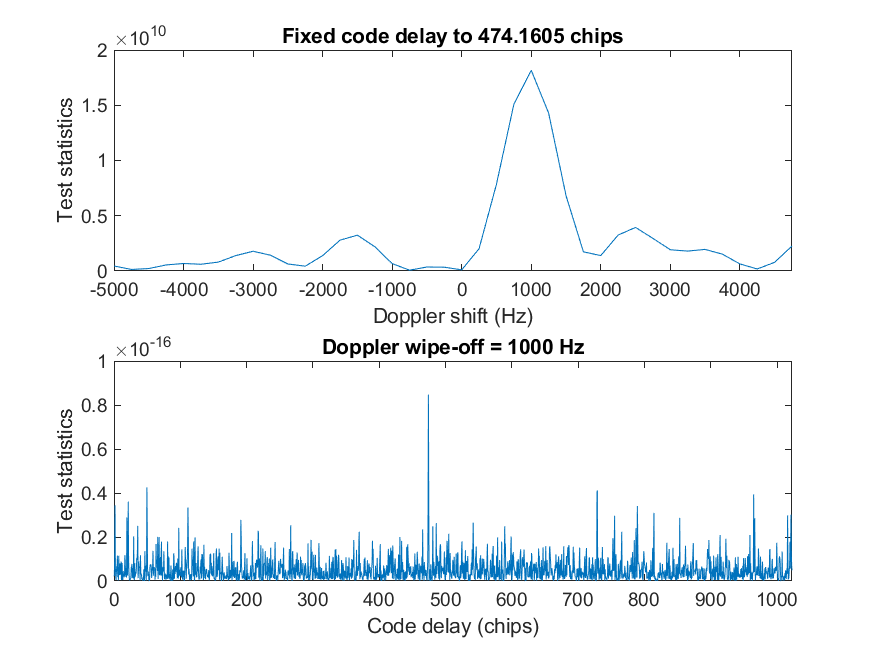 Fixed code delay to 474.1605 chips
×10^10
2
1.5
1
0.5
0
Test statistics
-5000 -4000 -3000 -2000 -1000 0 1000 2000 3000 4000
Doppler shift (Hz)
Doppler wipe-off = 1000 Hz
×10^-16
1
0.8
0.6
0.4
0.2
0
Test statistics
0 100 200 300 400 500 600 700 800 900 1000
Code delay (chips)